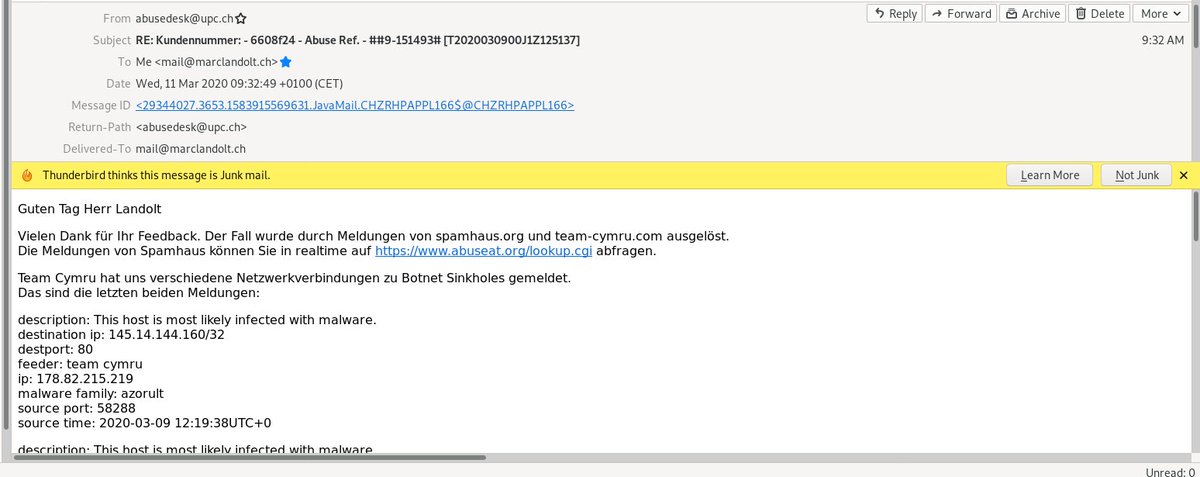 From abusedesk@upc.ch
Reply Forward Archive Delete More
Subject RE: Kundennummer: - 6608f24 - Abuse Ref. - ##9-151493# [T2020030900J1Z125137]
9:32 AM
To Me <mail@marclandolt.ch>
Date Wed, 11 Mar 2020 09:32:49 +0100 (CET)
Message ID <29344027.3653.1583915569631.JavaMail.CHZRHPAPPL166$@CHZRHPAPPL166>
Return-Path <abusedesk@upc.ch>
Delivered-To mail@marclandolt.ch
Thunderbird thinks this message is Junk mail. Learn More Not Junk
Guten Tag Herr Landolt
Vielen Dank für Ihr Feedback. Der Fall wurde durch Meldungen von spamhaus.org und team-cymru.com ausgelöst.
Die Meldungen von Spamhaus können Sie in realtime auf https://www.abuseat.org/lookup.cgi abfragen.
Team Cymru hat uns verschiedene Netzwerkverbindungen zu Botnet Sinkholes gemeldet.
Das sind die letzten beiden Meldungen:
description: This host is most likely infected with malware.
destination ip: 145.14.144.160/32
destport: 80
feeder: team cymru
ip: 178.82.215.219
malware family: azorult
source port: 58288
source time: 2020-03-09 12:19:38UTC+0
description: This host is most likely infected with malware
Unread: 0